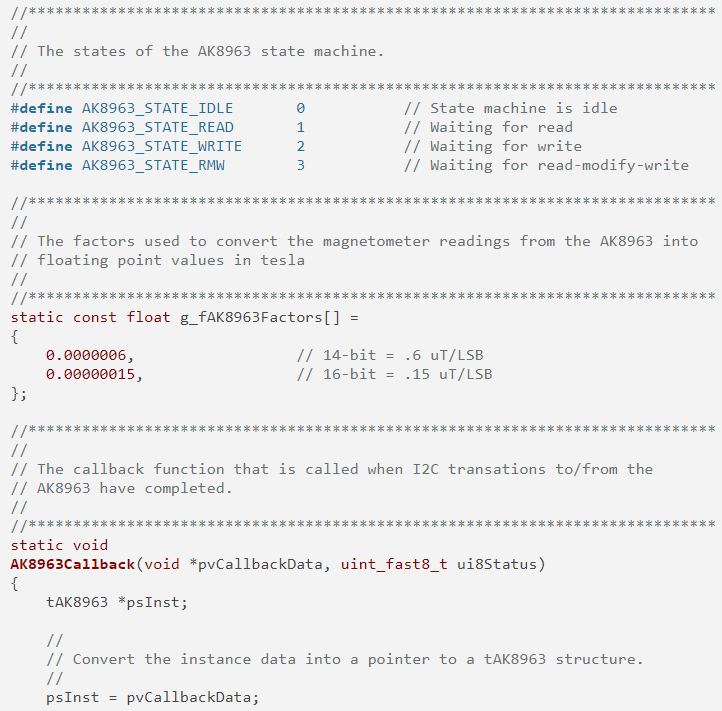 //*****************************************************************************
//
// The states of the AK8963 state machine.
//
//*****************************************************************************
#define AK8963_STATE_IDLE       0           // State machine is idle
#define AK8963_STATE_READ       1           // Waiting for read
#define AK8963_STATE_WRITE      2           // Waiting for write
#define AK8963_STATE_RMW        3           // Waiting for read-modify-write

//*****************************************************************************
//
// The factors used to convert the magnetometer readings from the AK8963 into
// floating point values in tesla
//
//*****************************************************************************
static const float g_fAK8963Factors[] =
{
    0.0000006,                  // 14-bit = .6 uT/LSB
    0.00000015,                 // 16-bit = .15 uT/LSB
};

//*****************************************************************************
//
// The callback function that is called when I2C transations to/from the
// AK8963 have completed.
//
//*****************************************************************************
static void
AK8963Callback(void *pvCallbackData, uint_fast8_t ui8Status)
{
    tAK8963 *psInst;

    //
    // Convert the instance data into a pointer to a tAK8963 structure.
    //
    psInst = pvCallbackData;